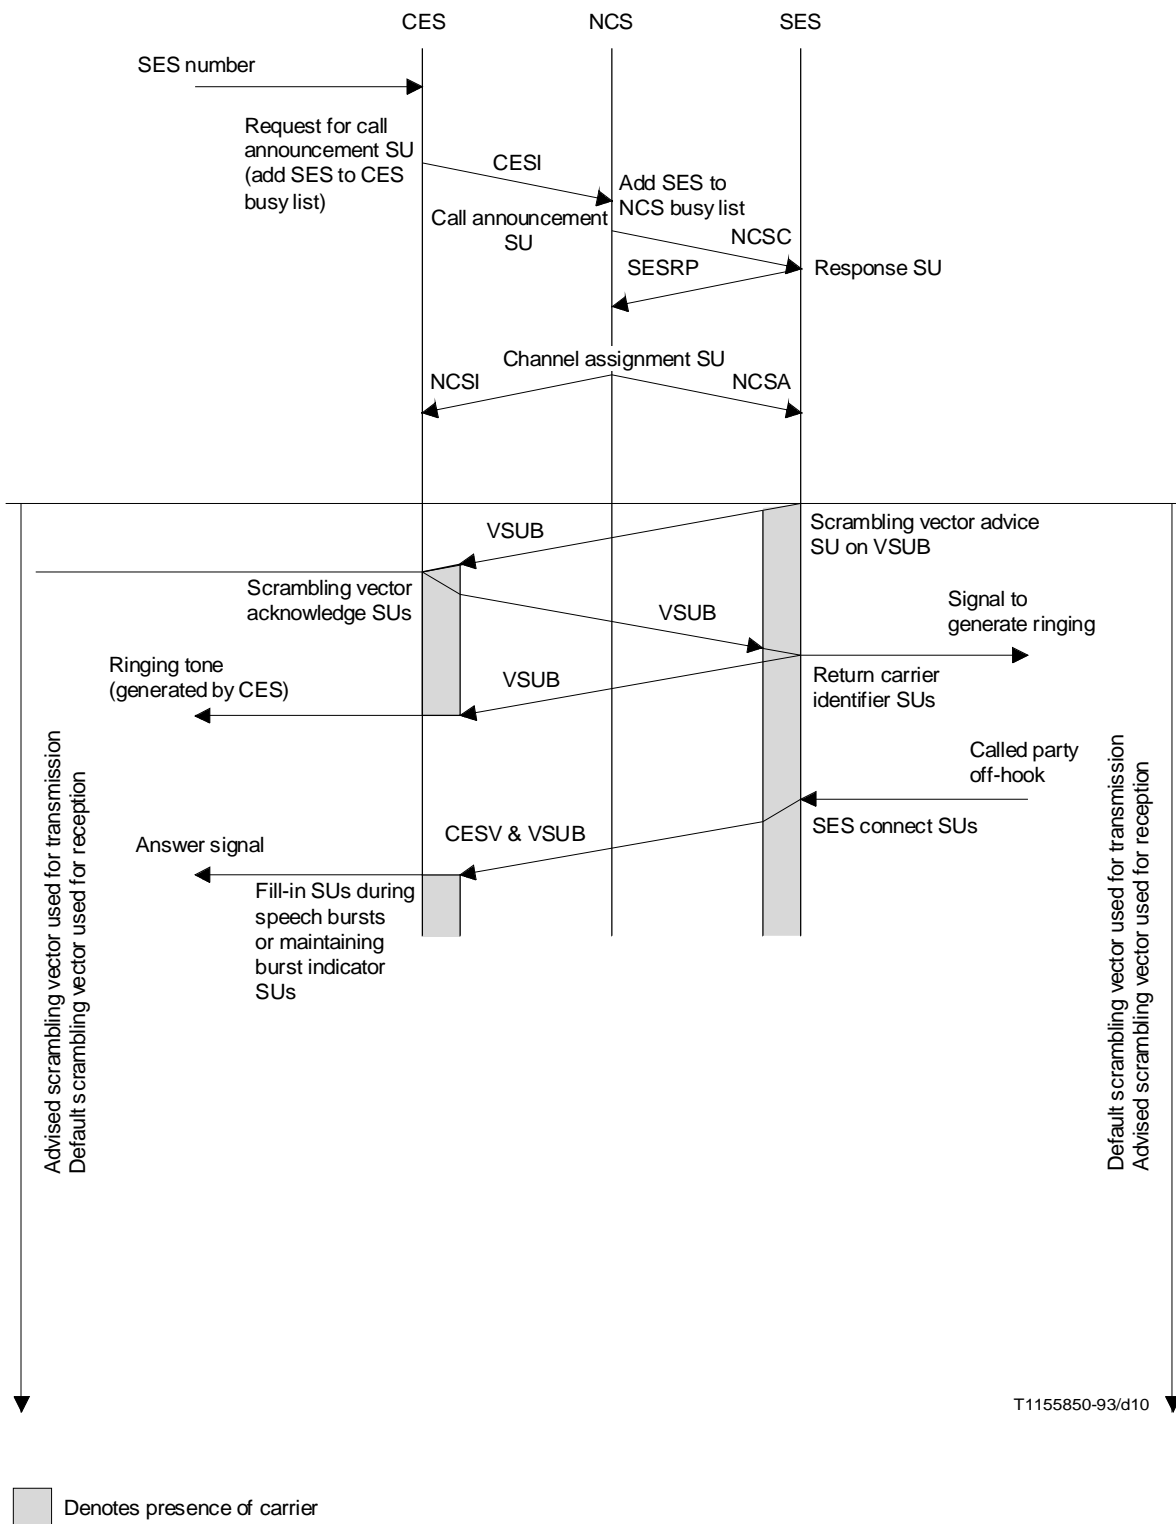 CES
NCS
SES
SES number
Request for call
announcement SU
(add SES to CES
busy list)
CESI
Add SES to
NCS busy list
Call announcement
SU
NCSC
SESRP
Response SU
Channel assignment SU
NCSI
NCSA
VSUB
Scrambling vector advice
SU on VSUB
Scrambling vector
acknowledge SUs
VSUB
Signal to
generate ringing
Ringing tone
(generated by CES)
VSUB
Return carrier
identifier SUs
Called party
off-hook
CESV & VSUB
SES connect SUs
Answer signal
Fill-in SUs during
speech bursts
or maintaining
burst indicator
SUs
Advised scrambling vector used for transmission
Default scrambling vector used for reception
Default scrambling vector used for transmission
Advised scrambling vector used for reception
T1155850-93/d10
Denotes presence of carrier